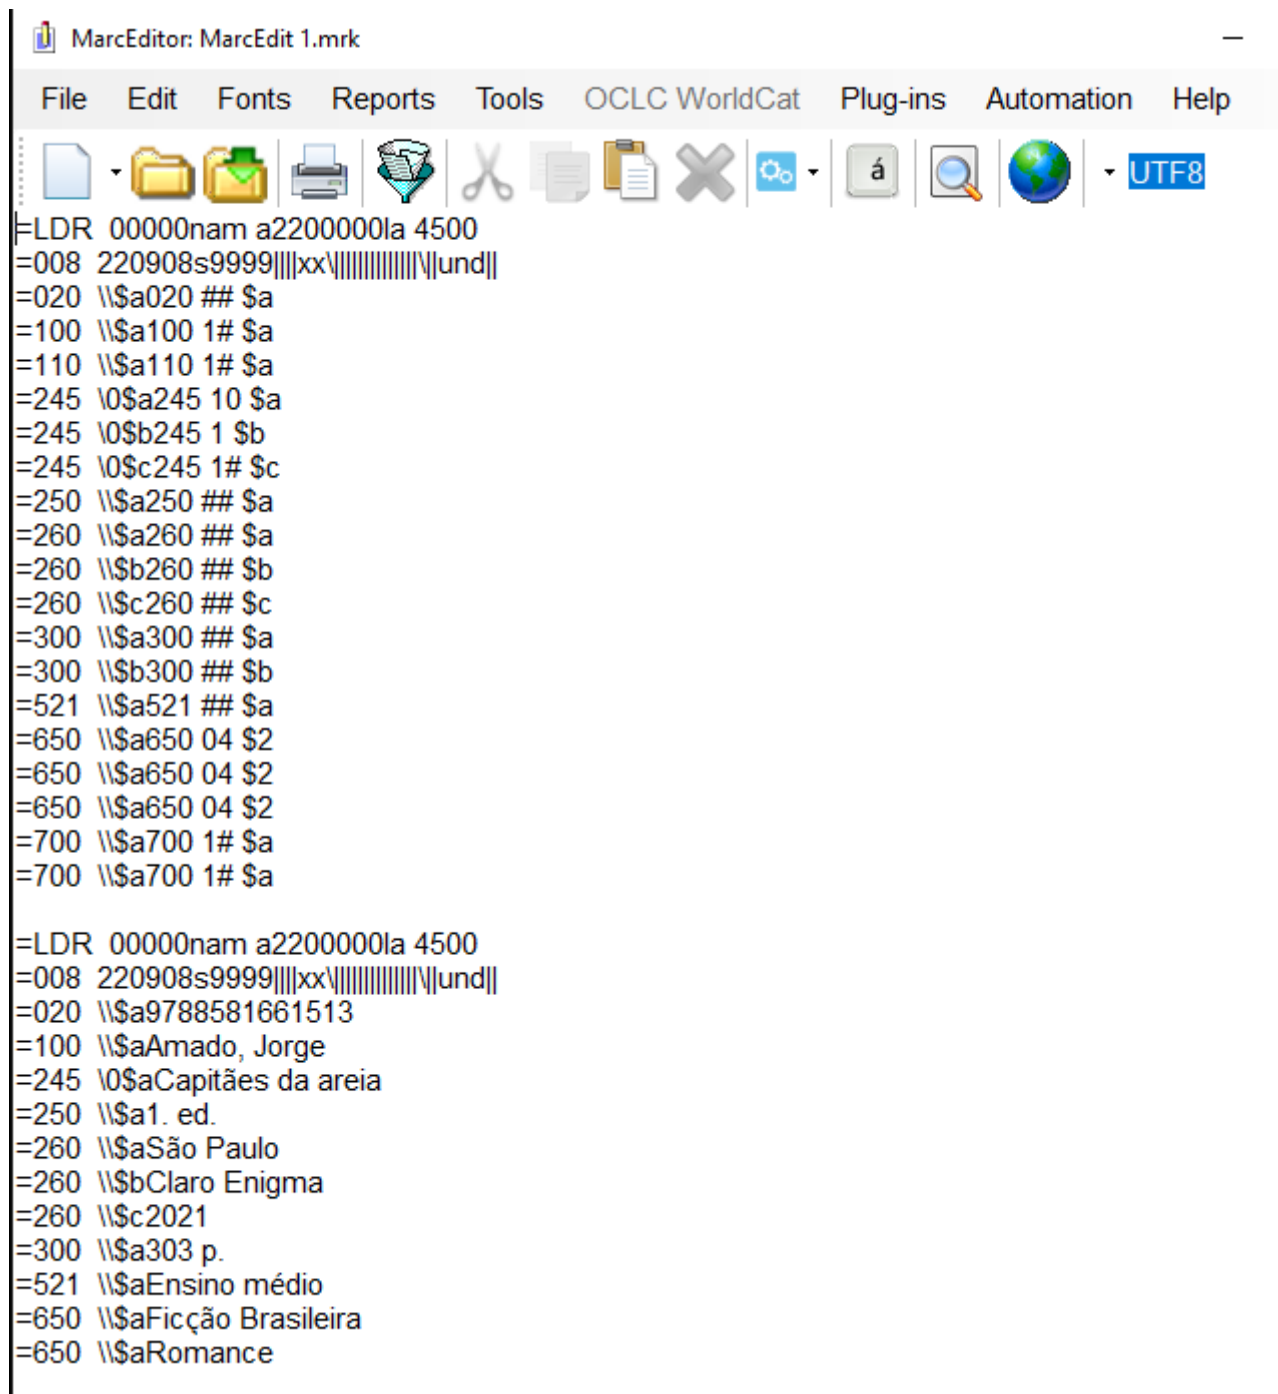 MarcEditor: MarcEdit 1.mrk
File Edit Fonts Reports Tools OCLC WorldCat Plug-ins Automation Help
á UTF8
=LDR  00000nam a2200000la 4500
=008  220908s9999||||xx\||||||||||||||\||und||
=020  \\$a020 ## $a
=100  \\$a100 1# $a
=110  \\$a110 1# $a
=245  \0$a245 10 $a
=245  \0$b245 1 $b
=245  \0$c245 1# $c
=250  \\$a250 ## $a
=260  \\$a260 ## $a
=260  \\$b260 ## $b
=260  \\$c260 ## $c
=300  \\$a300 ## $a
=300  \\$b300 ## $b
=521  \\$a521 ## $a
=650  \\$a650 04 $2
=650  \\$a650 04 $2
=650  \\$a650 04 $2
=700  \\$a700 1# $a
=700  \\$a700 1# $a
=LDR  00000nam a2200000la 4500
=008  220908s9999||||xx\||||||||||||||\||und||
=020  \\$a9788581661513
=100  \\$aAmado, Jorge
=245  \0$aCapitães da areia
=250  \\$a1. ed.
=260  \\$aSão Paulo
=260  \\$bClaro Enigma
=260  \\$c2021
=300  \\$a303 p.
=521  \\$aEnsino médio
=650  \\$aFicção Brasileira
=650  \\$aRomance